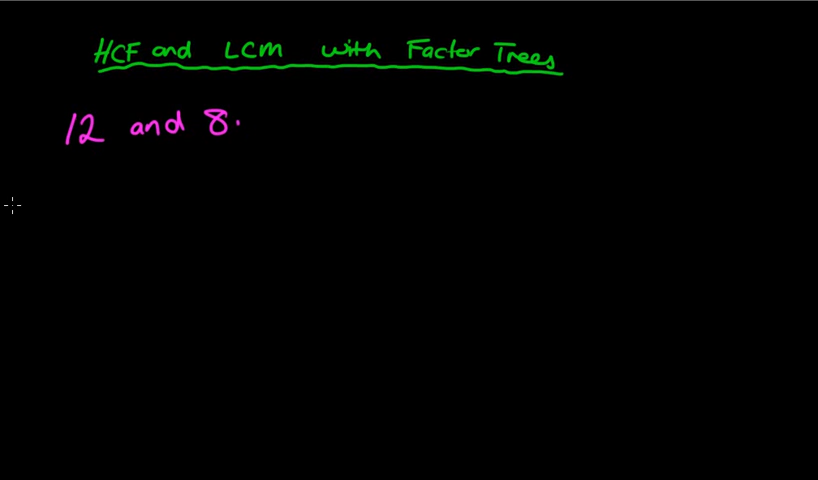 HCF and LCM with Factor Trees
12 and 8.